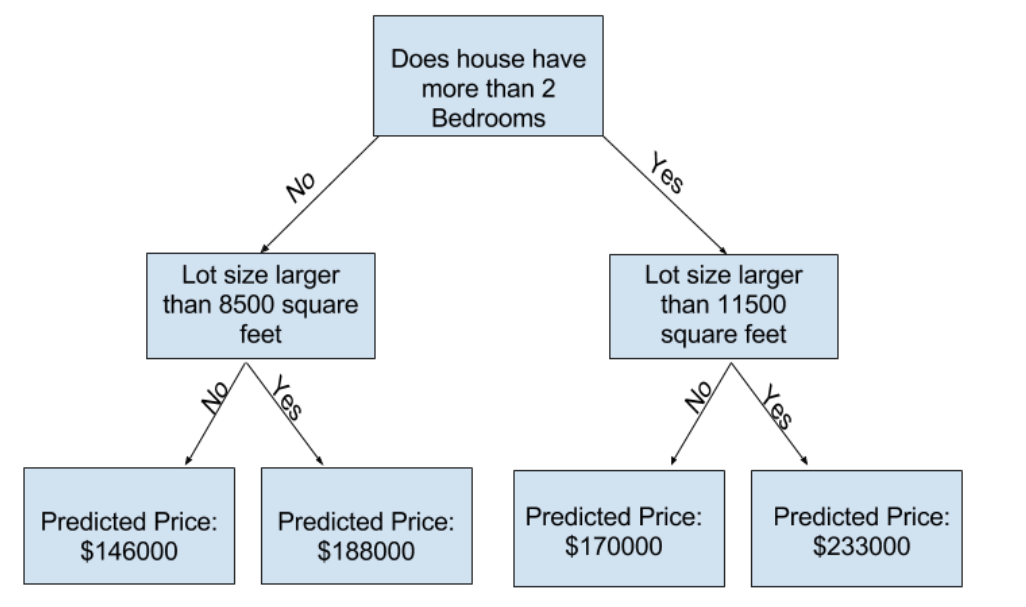 Does house have
more than 2
Bedrooms
No
Yes
Lot size larger
than 8500 square
feet
Lot size larger
than 11500
square feet
No
Yes
No
Yes
Predicted Price:
$146000
Predicted Price:
$188000
Predicted Price:
$170000
Predicted Price:
$233000